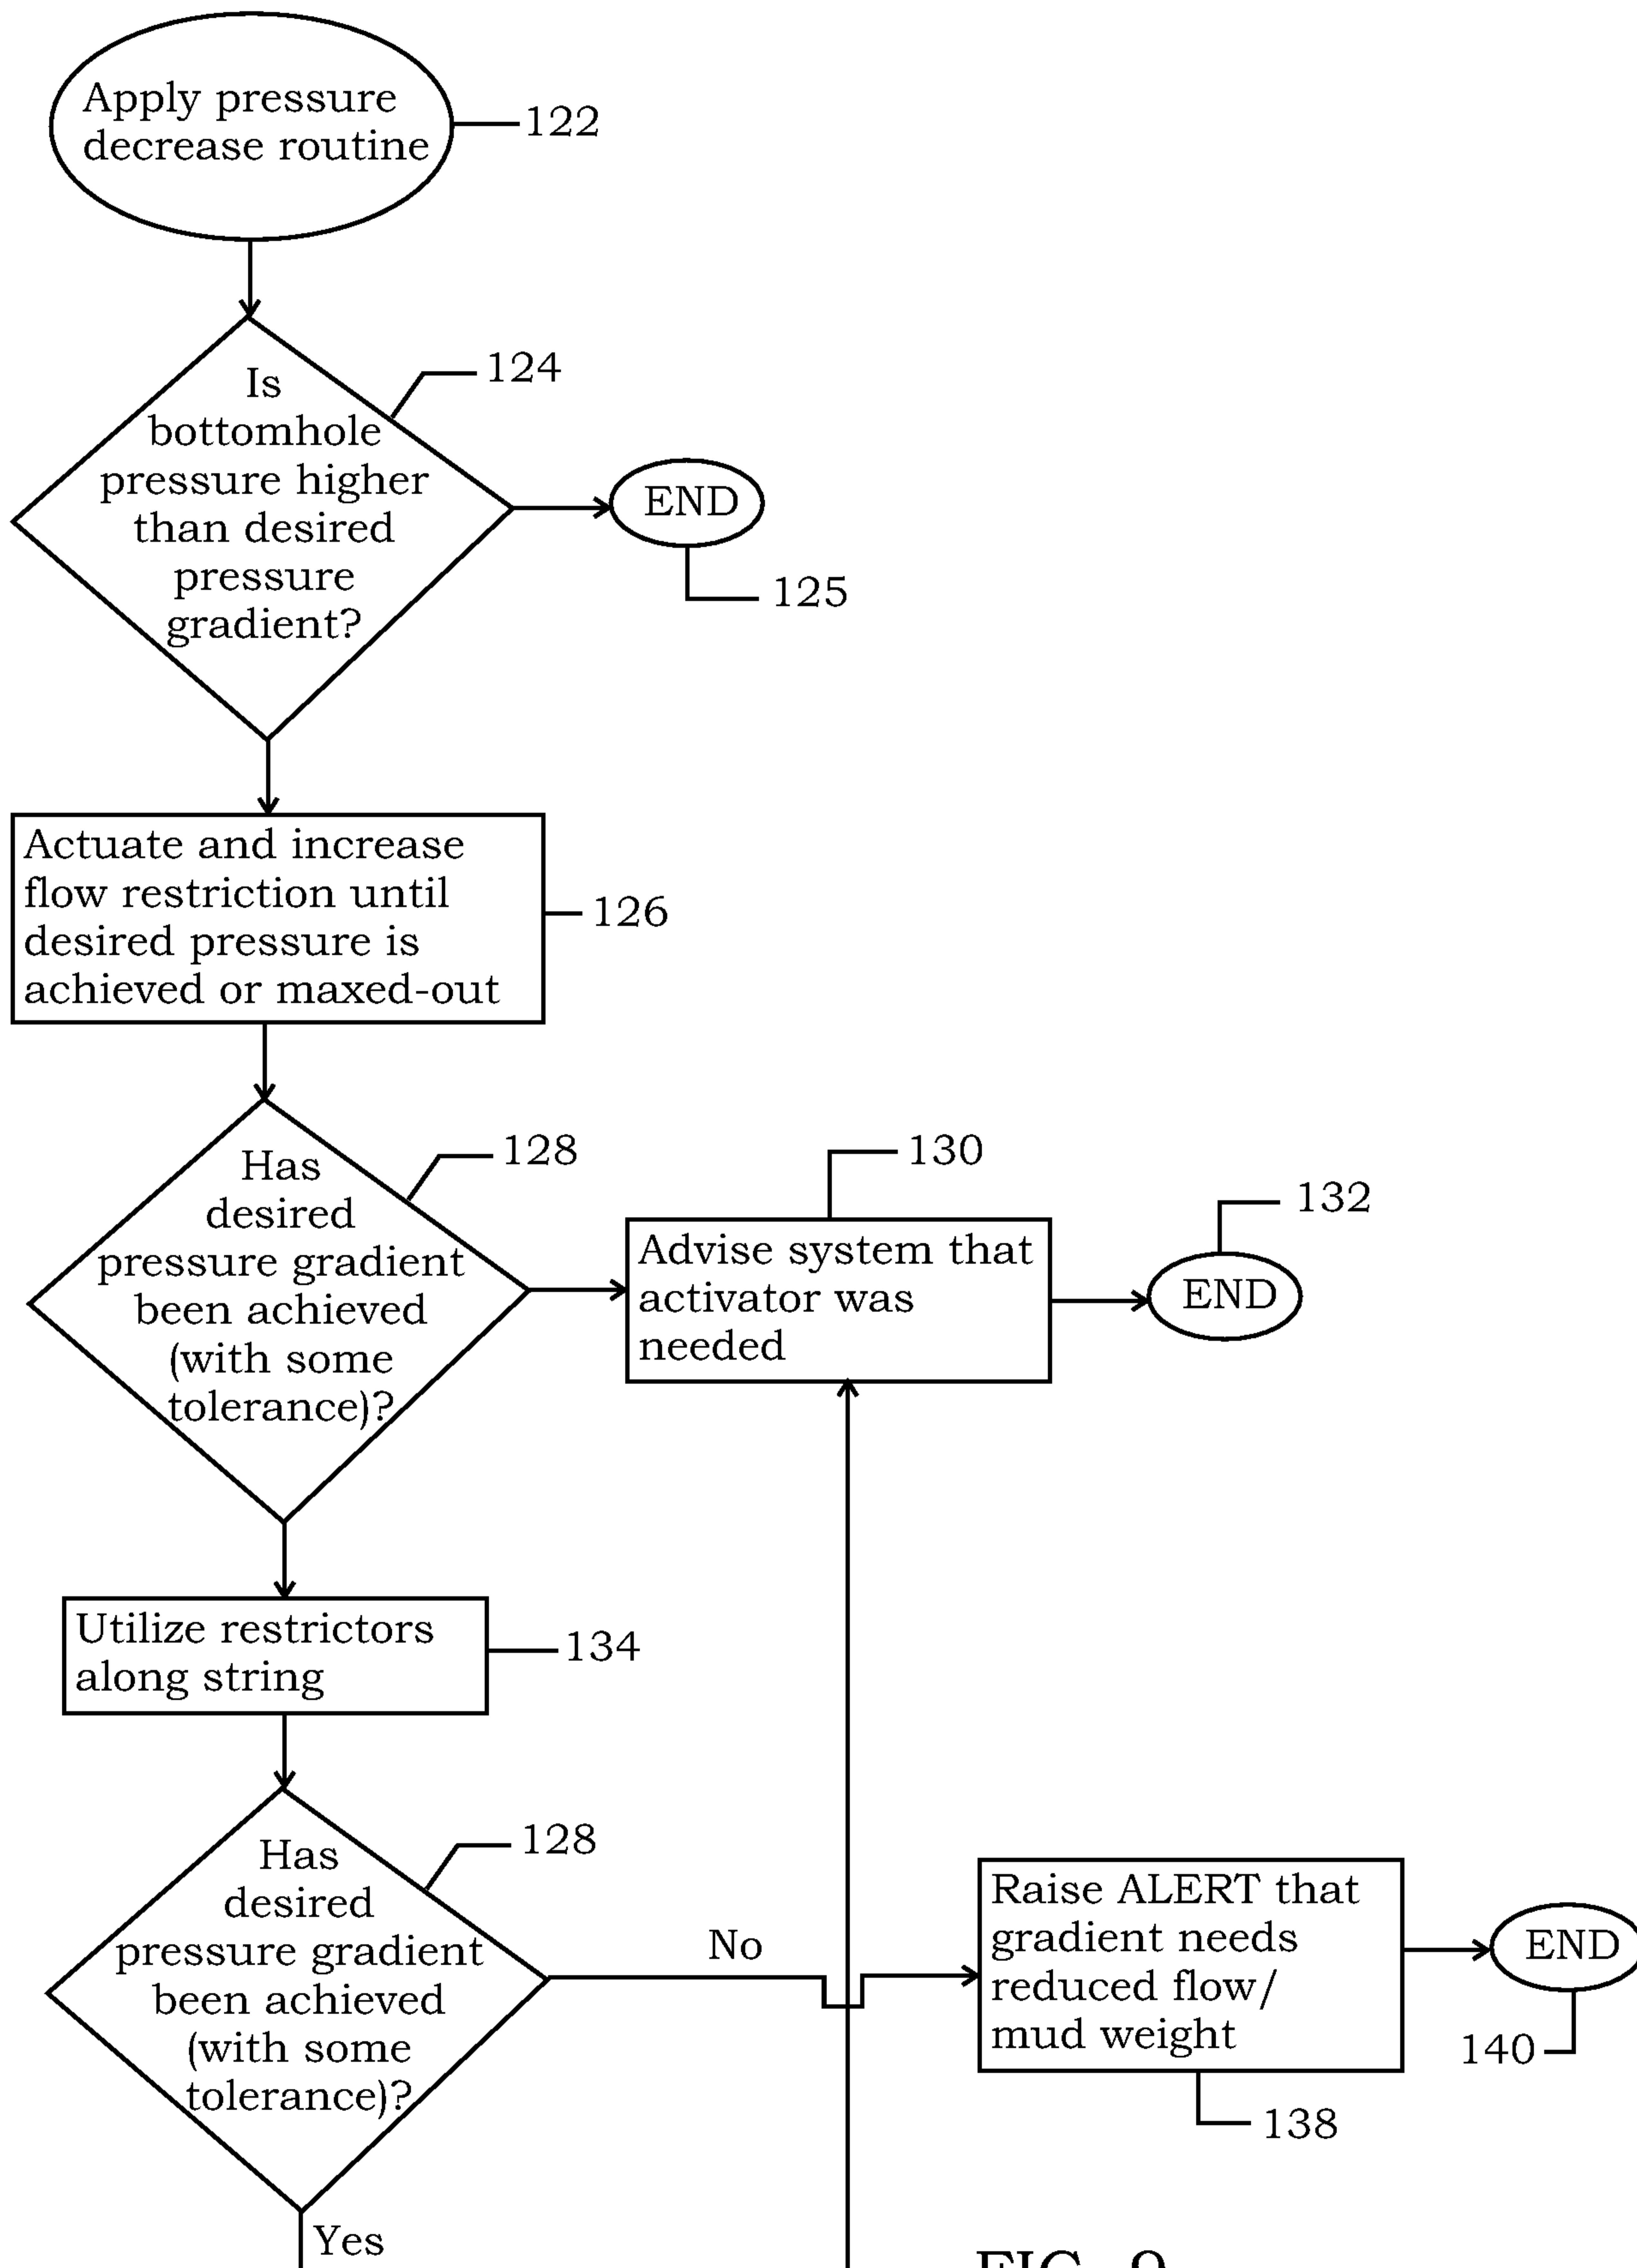 Apply pressure
decrease routine
122
124
Is
bottomhole
pressure higher
than desired
pressure
gradient?
END
125
Actuate and increase
flow restriction until
desired pressure is
achieved or maxed-out
126
128
Has
desired
pressure gradient
been achieved
(with some
tolerance)?
130
Advise system that
activator was
needed
132
END
Utilize restrictors
along string
134
128
Has
desired
pressure gradient
been achieved
(with some
tolerance)?
No
Raise ALERT that
gradient needs
reduced flow/
mud weight
END
140
138
Yes